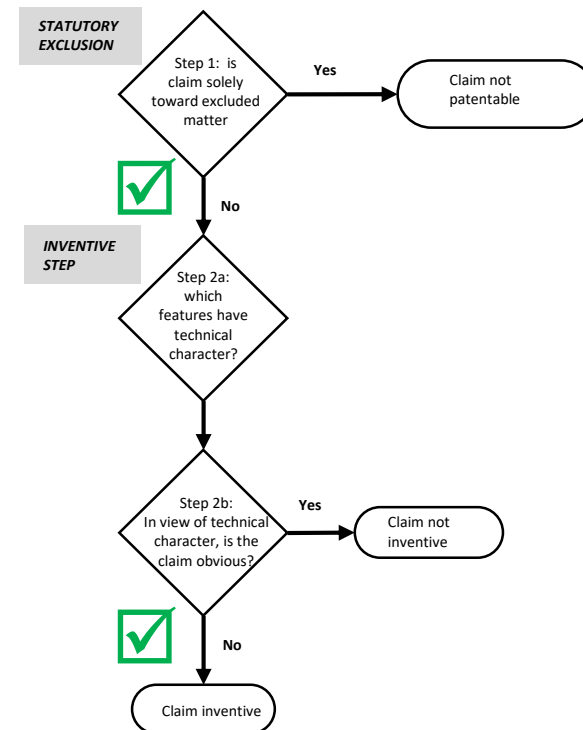 STATUTORY
EXCLUSION
Step 1:  is
claim solely
toward excluded
matter
Yes
Claim not
patentable
No
INVENTIVE
STEP
Step 2a:
which
features have
technical
character?
Step 2b:
In view of technical
character, is the
claim obvious?
Yes
Claim not
inventive
No
Claim inventive